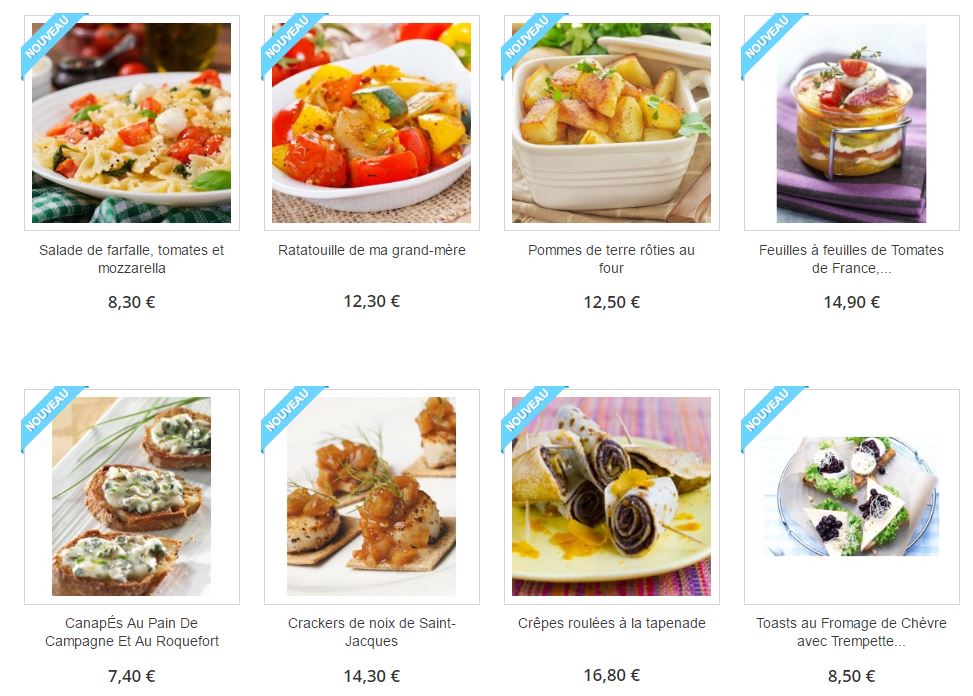 NOUVEAU
NOUVEAU
NOUVEAU
NOUVEAU
Salade de farfalle, tomates et
mozzarella
8,30 €
Ratatouille de ma grand-mère
12,30 €
Pommes de terre rôties au
four
12,50 €
Feuilles à feuilles de Tomates
de France,...
14,90 €
NOUVEAU
NOUVEAU
NOUVEAU
NOUVEAU
CanapÉs Au Pain De
Campagne Et Au Roquefort
7,40 €
Crackers de noix de Saint-
Jacques
14,30 €
Crêpes roulées à la tapenade
16,80 €
Toasts au Fromage de Chèvre
avec Trempette...
8,50 €